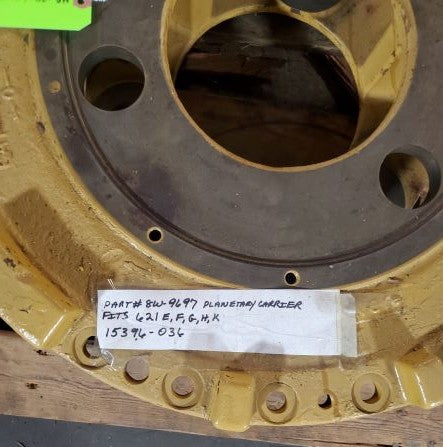 PART# 8W-9697 PLANETARY CARRIER
FITS 621 E, F, G, H, K
15396-036